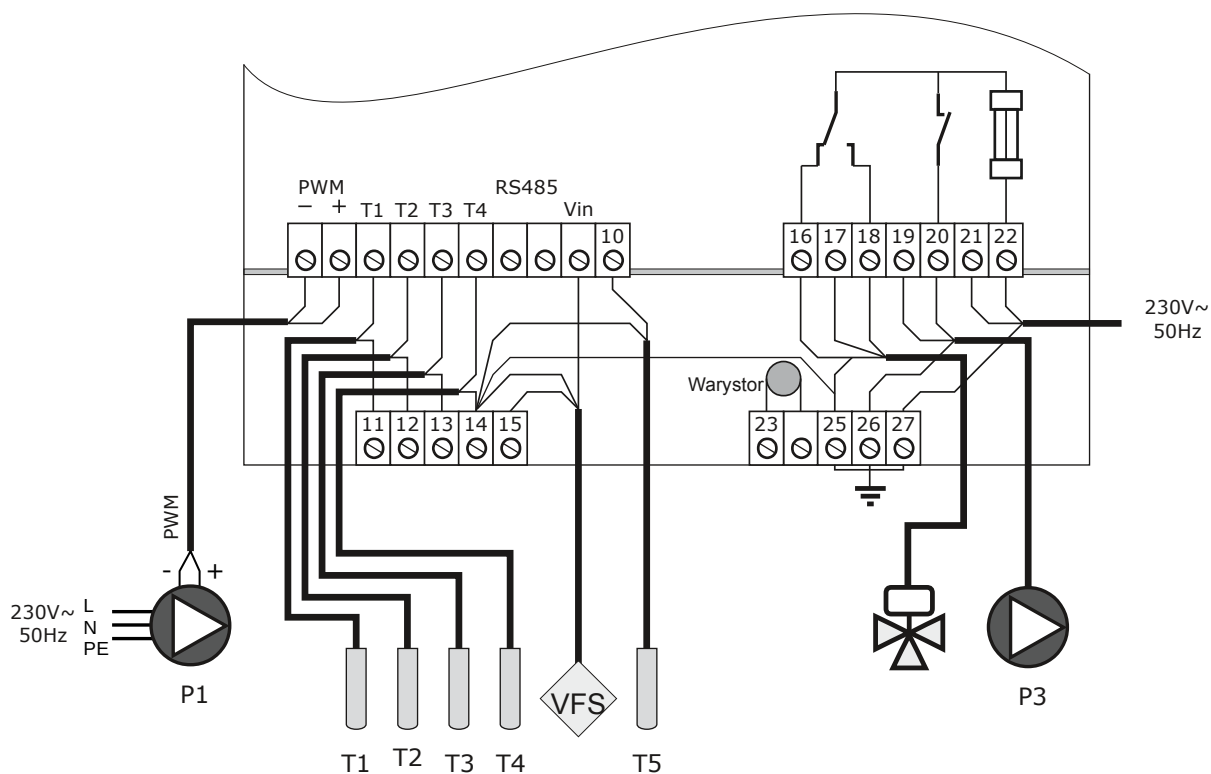 PWM
RS485
− + T1 T2 T3 T4 Vin 10
16 17 18 19 20 21 22
230V~
50Hz
Warystor
11 12 13 14 15
23 25 26 27
PWM
- +
230V~
50Hz
L
N
PE
P1
VFS
P3
T1 T2 T3 T4 T5